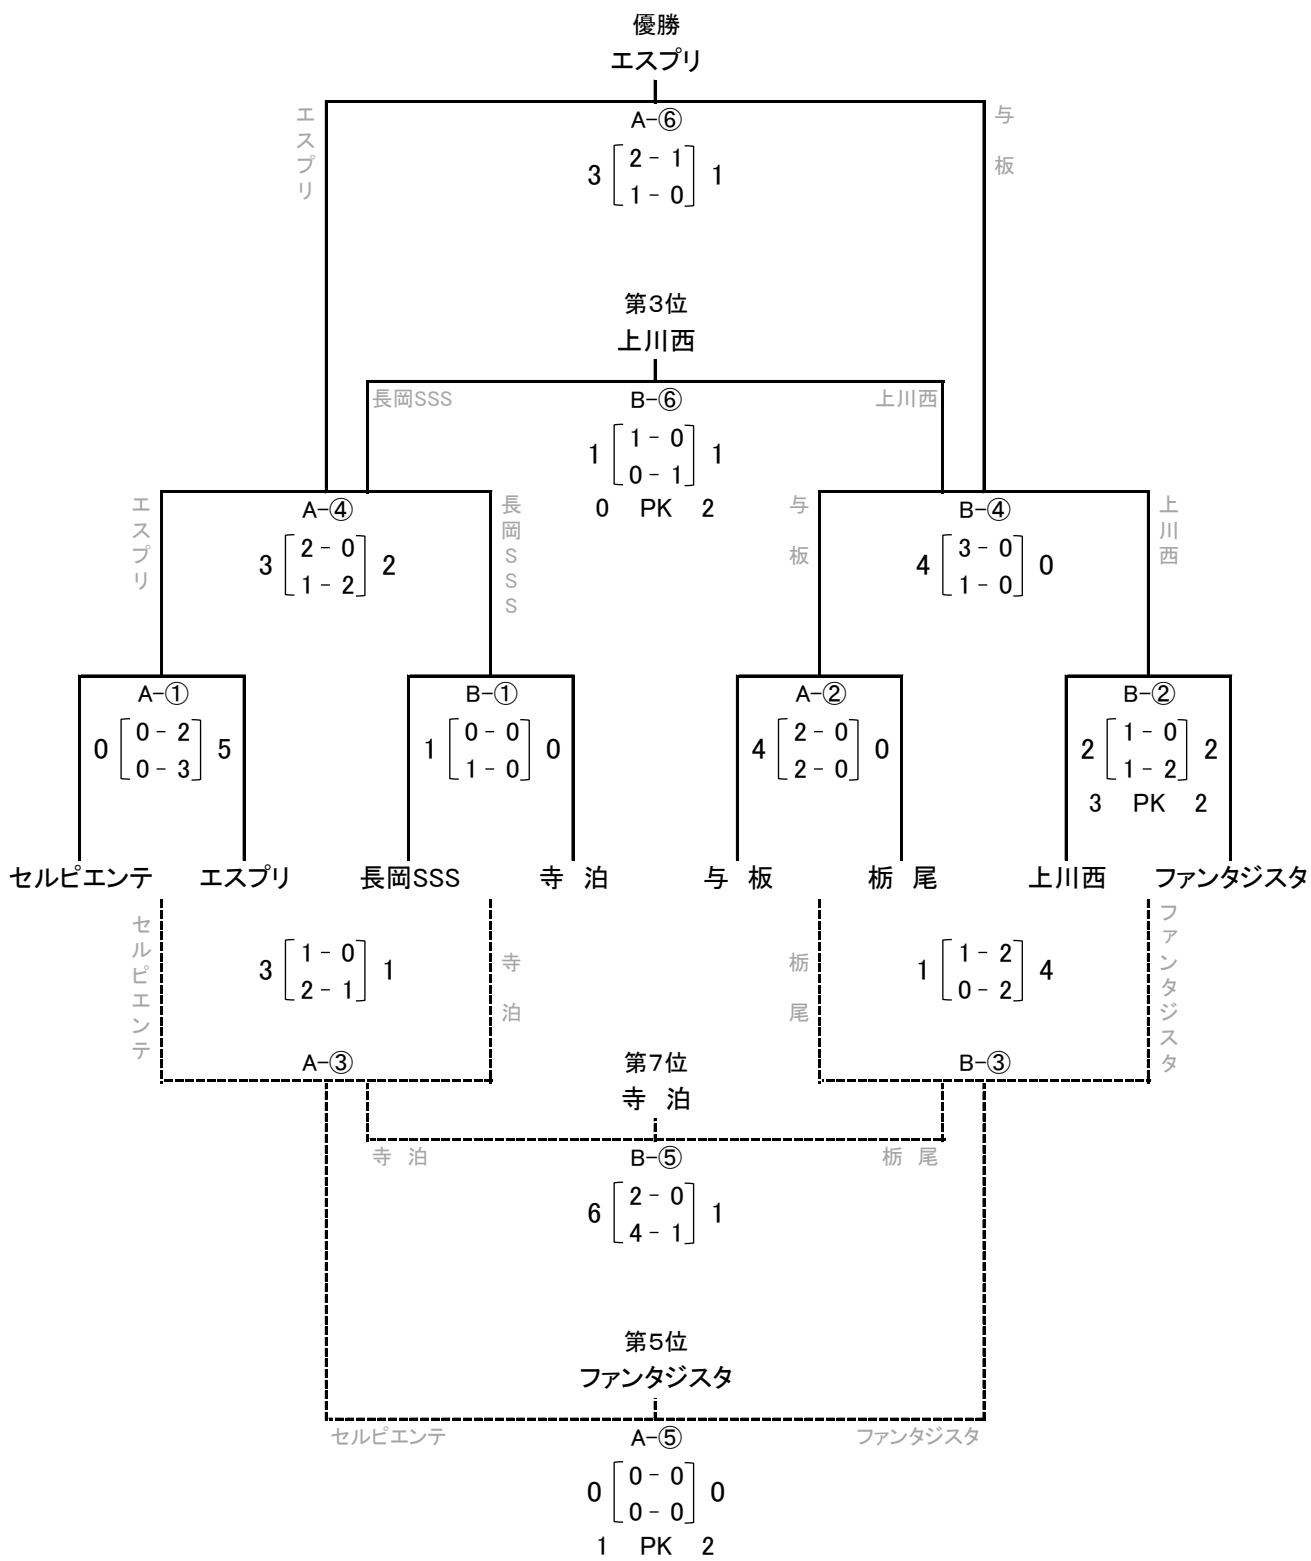 優勝
エスプリ
エスプリ
A-⑥
与板
3 2 - 1 1
1 - 0
第3位
上川西
長岡SSS
B-⑥
上川西
1 1 - 0 1
0 - 1
0 PK 2
エスプリ
A-④
長岡SSS
3 2 - 0 2
1 - 2
与板
B-④
上川西
4 3 - 0 0
1 - 0
A-①
0 0 - 2 5
0 - 3
B-①
1 0 - 0 0
1 - 0
A-②
4 2 - 0 0
2 - 0
B-②
2 1 - 0 2
1 - 2
3 PK 2
セルピエンテ エスプリ 長岡SSS 寺 泊 与 板 栃 尾 上川西 ファンタジスタ
セルピエンテ
3 1 - 0 1
2 - 1
寺泊
A-③
栃尾
1 1 - 2 4
0 - 2
ファンタジスタ
B-③
第7位
寺 泊
寺 泊
B-⑤
栃 尾
6 2 - 0 1
4 - 1
第5位
ファンタジスタ
セルピエンテ
A-⑤
ファンタジスタ
0 0 - 0 0
0 - 0
1 PK 2